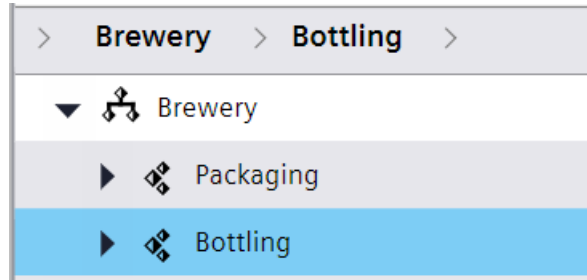 Brewery > Bottling >
Brewery
Packaging
Bottling